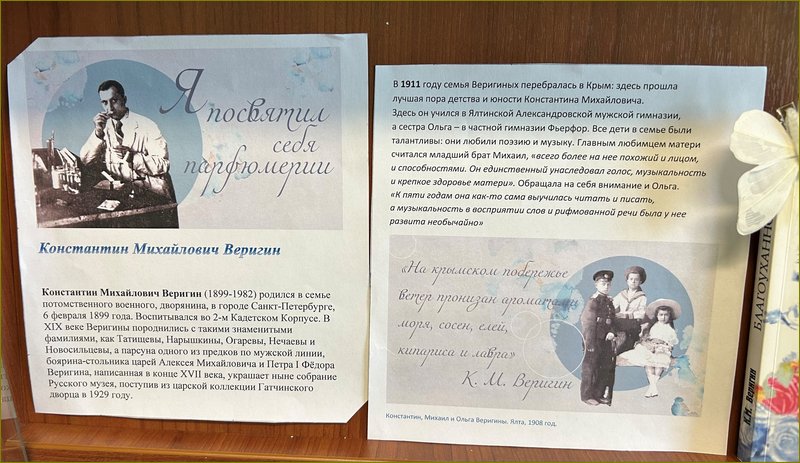 Я посвятил
себя
парфюмерии
Константин Михайлович Веригин
Константин Михайлович Веригин (1899-1982) родился в семье
потомственного военного, дворянина, в городе Санкт-Петербурге,
6 февраля 1899 года. Воспитывался во 2-м Кадетском Корпусе. В
XIX веке Веригины породнились с такими знаменитыми
фамилиями, как Татищевы, Нарышкины, Огаревы, Нечаевы и
Новосильцевы, а парсуна одного из предков по мужской линии,
боярина-стольника царей Алексея Михайловича и Петра I Фёдора
Веригина, написанная в конце XVII века, украшает ныне собрание
Русского музея, поступив из царской коллекции Гатчинского
дворца в 1929 году.
В 1911 году семья Веригиных перебралась в Крым: здесь прошла
лучшая пора детства и юности Константина Михайловича.
Здесь он учился в Ялтинской Александровской мужской гимназии,
а сестра Ольга – в частной гимназии Фьерфор. Все дети в семье были
талантливы: они любили поэзию и музыку. Главным любимцем матери
считался младший брат Михаил, «всего более на нее похожий и лицом,
и способностями. Он единственный унаследовал голос, музыкальность
и крепкое здоровье матери». Обращала на себя внимание и Ольга.
«К пяти годам она как-то сама выучилась читать и писать,
а музыкальность в восприятии слов и рифмованной речи была у нее
развита необычайно»
«На крымском побережье
ветер пронизан ароматами
моря, сосен, елей,
кипариса и лавра»
К. М. Веригин
Константин, Михаил и Ольга Веригины. Ялта, 1908 год.
К.М. Веригин